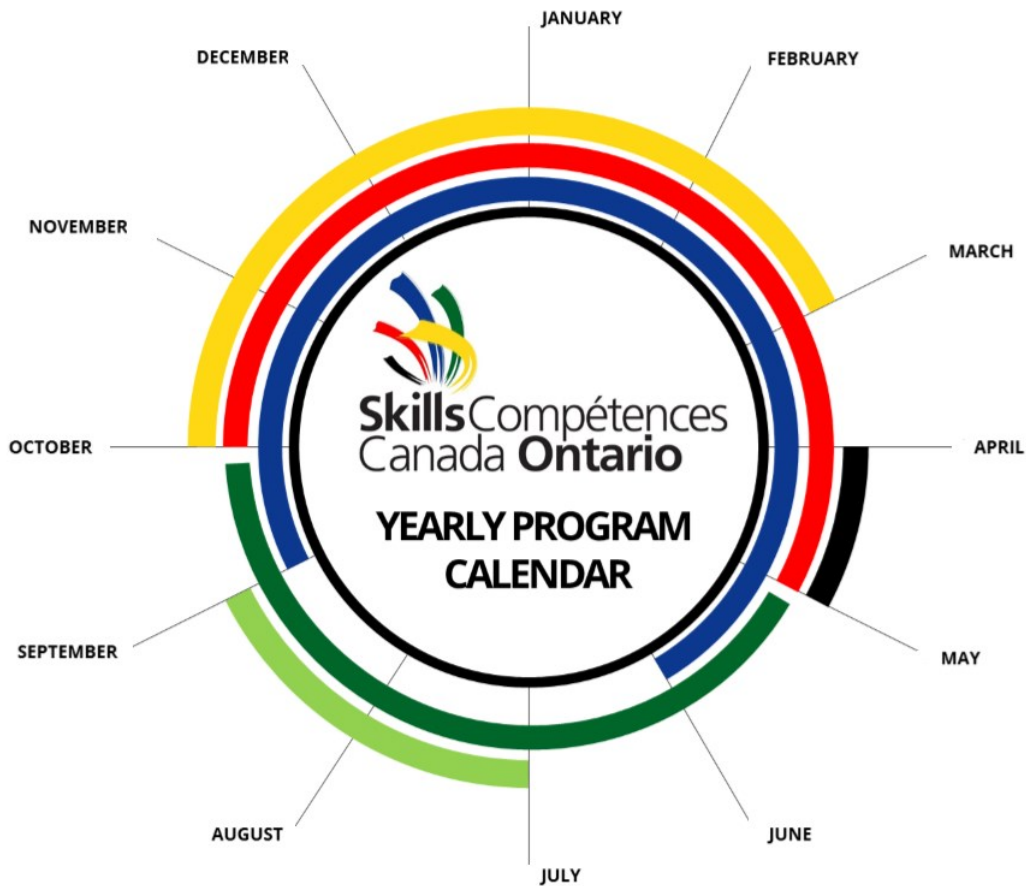 JANUARY
DECEMBER
FEBRUARY
NOVEMBER
MARCH
Skills Compétences
Canada Ontario
OCTOBER
APRIL
YEARLY PROGRAM
CALENDAR
SEPTEMBER
MAY
AUGUST
JUNE
JULY